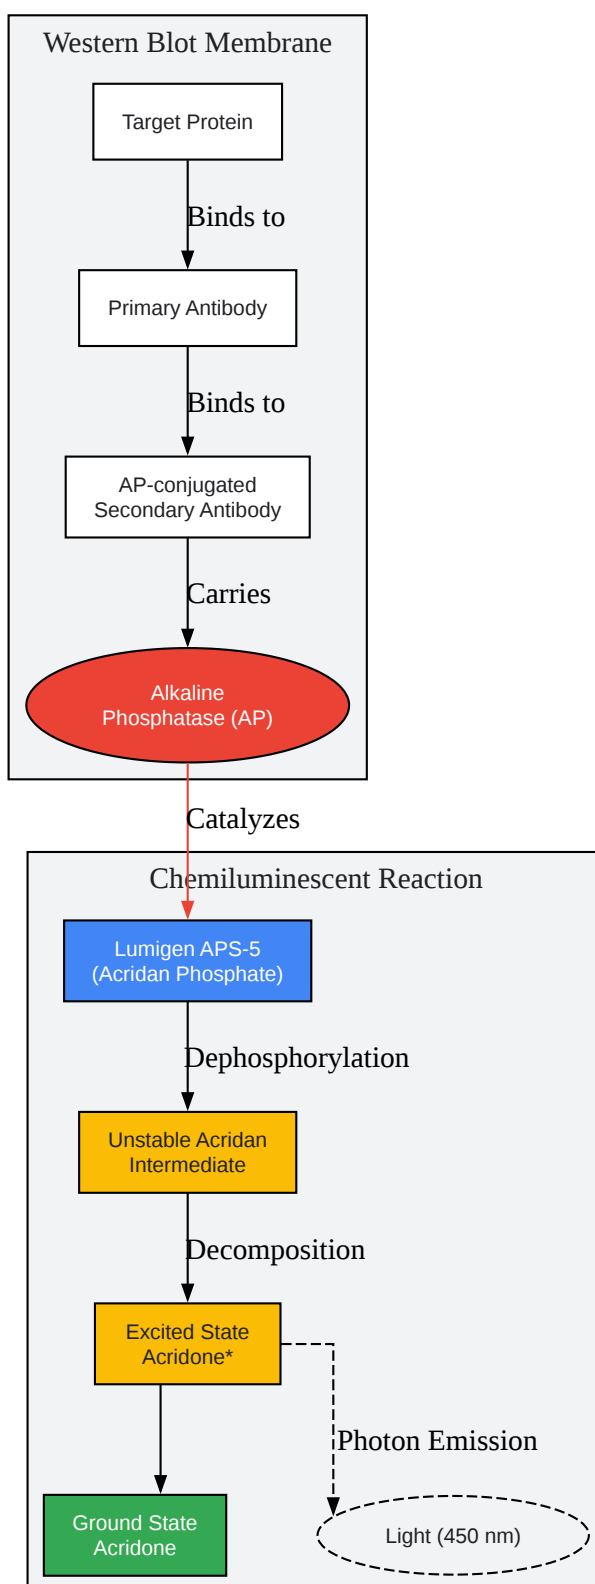 Western Blot Membrane
Target Protein
Binds to
Primary Antibody
Binds to
AP-conjugated
Secondary Antibody
Carries
Alkaline
Phosphatase (AP)
Catalyzes
Chemiluminescent Reaction
Lumigen APS-5
(Acridan Phosphate)
Dephosphorylation
Unstable Acridan
Intermediate
Decomposition
Excited State
Acridone*
Photon Emission
Ground State
Acridone
Light (450 nm)